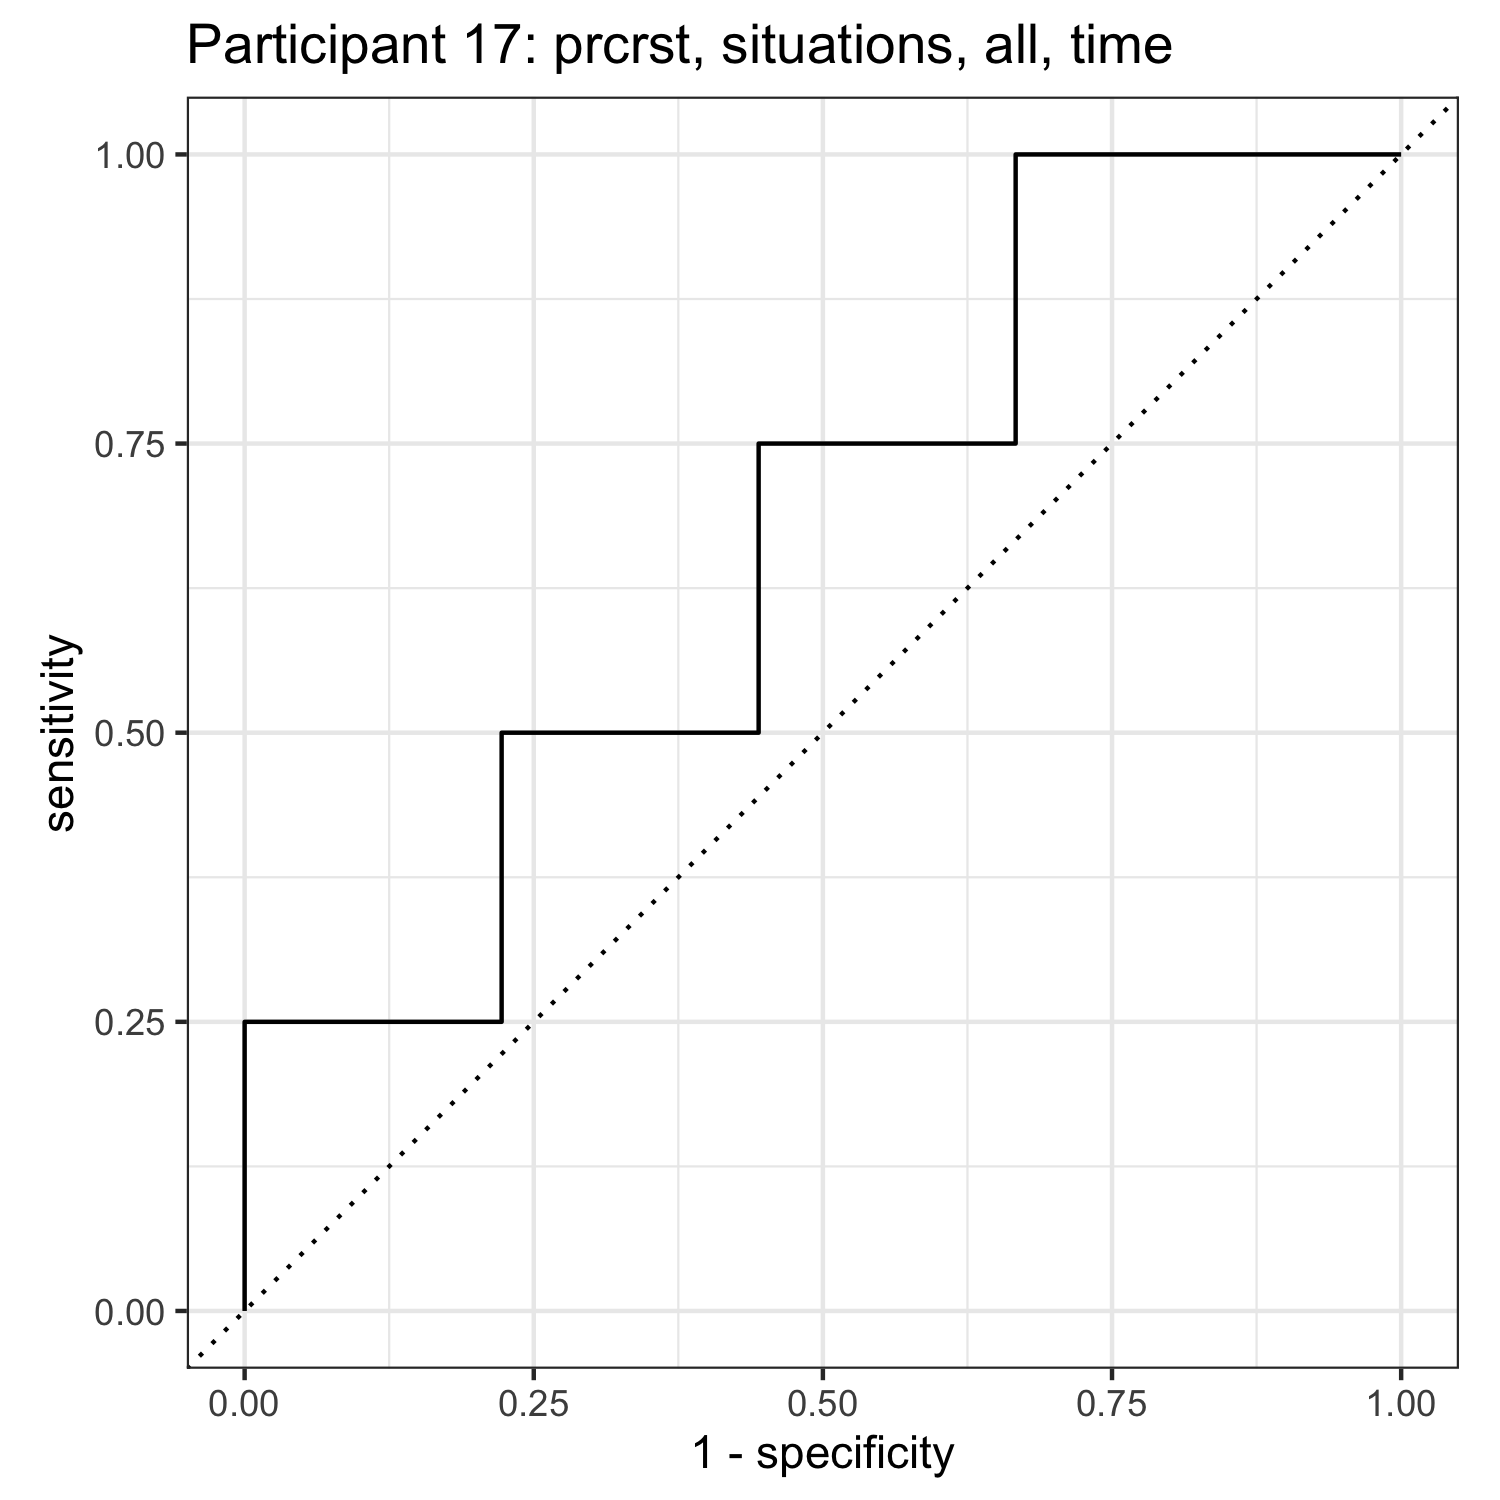 Participant 17: prcrst, situations, all, time
1.00
0.75
0.50
0.25
0.00
sensitivity
0.00 0.25 0.50 0.75 1.00
1 - specificity